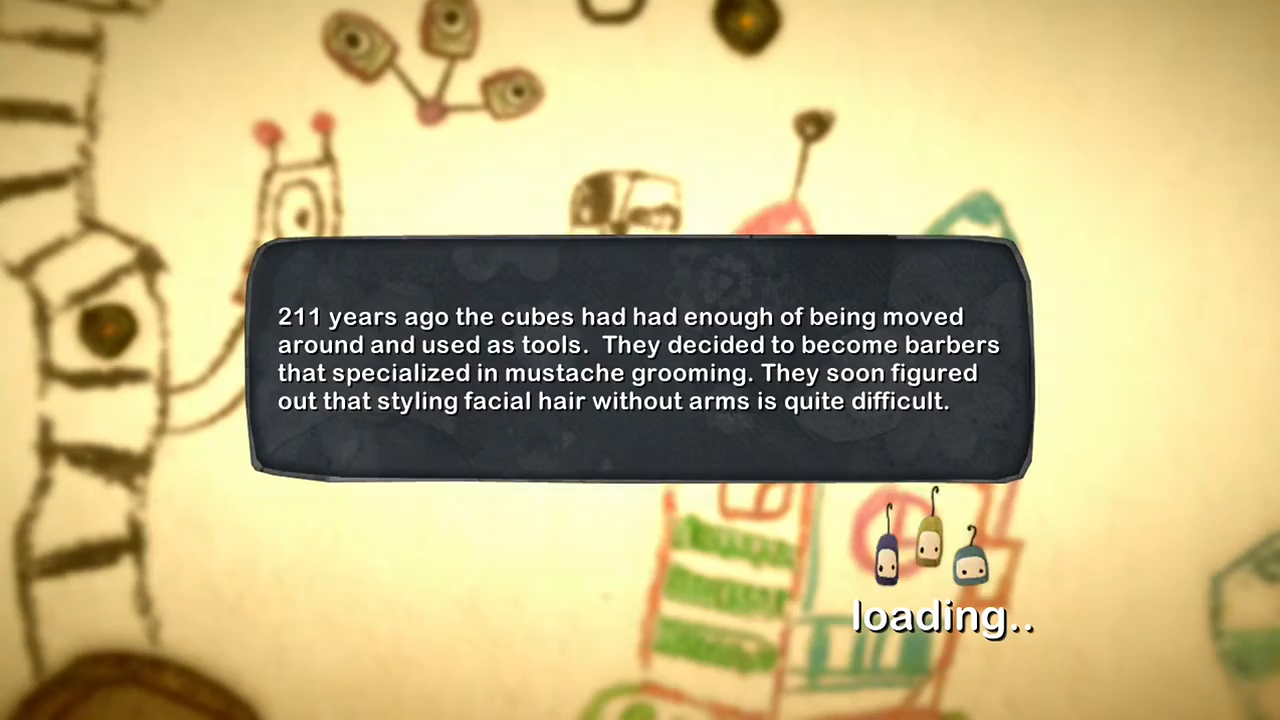 211 years ago the cubes had had enough of being moved
around and used as tools.  They decided to become barbers
that specialized in mustache grooming. They soon figured
out that styling facial hair without arms is quite difficult.
loading..